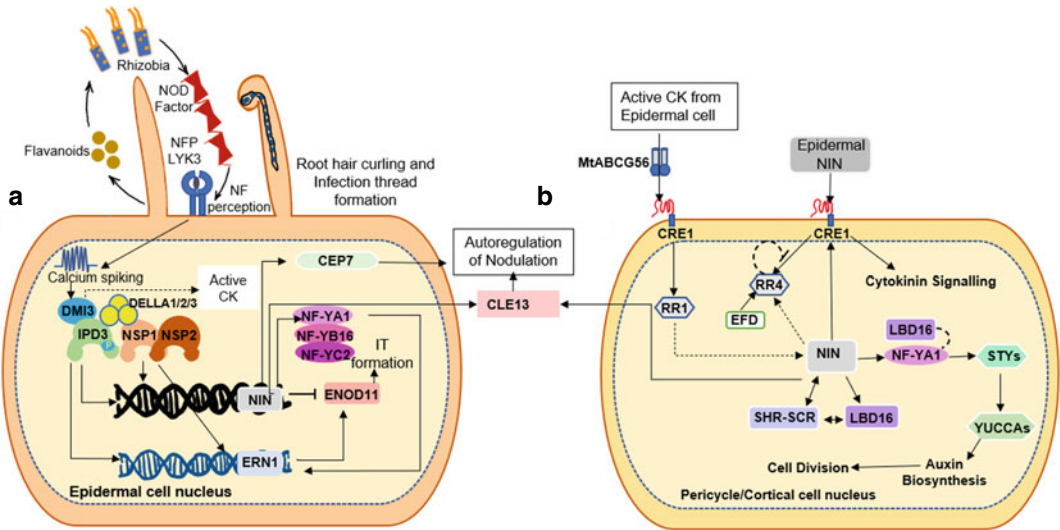 Rhizobia
NOD
Factor
NFP
LYK3
Flavanoids
NF
perception
Root hair curling and
Infection thread
formation
a
Calcium spiking
Active
CK
CEP7
Autoregulation
of Nodulation
CLE13
DMI3
DELLA1/2/3
IPD3
P
NSP1
NSP2
NF-YA1
NF-YB16
NF-YC2
IT
formation
NIN
ENOD11
ERN1
Epidermal cell nucleus
b
Active CK from
Epidermal cell
MtABCG56
Epidermal
NIN
CRE1
CRE1
Cytokinin Signalling
RR4
RR1
EFD
LBD16
NIN
NF-YA1
STYs
SHR-SCR
LBD16
YUCCAs
Cell Division
Auxin
Biosynthesis
Pericycle/Cortical cell nucleus